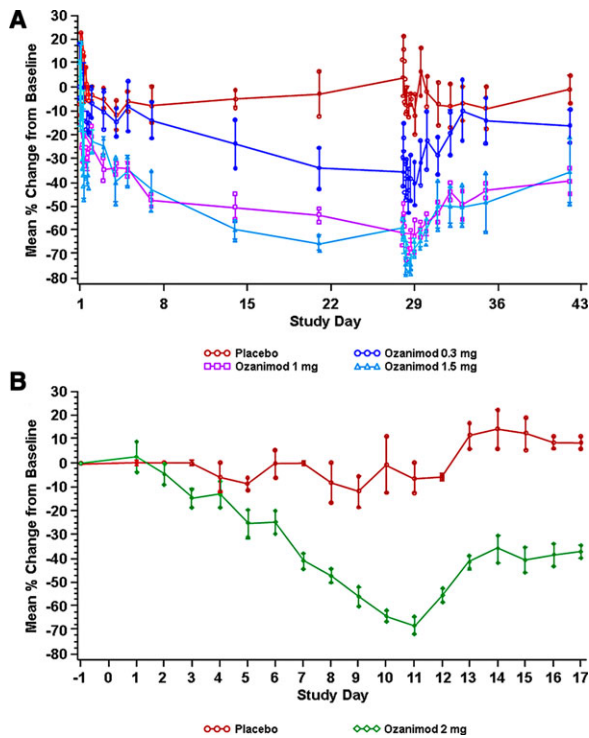 A
Mean % Change from Baseline
30
20
10
0
-10
-20
-30
-40
-50
-60
-70
-80
1 8 15 22 29 36 43
Study Day
Placebo Ozanimod 0.3 mg
Ozanimod 1 mg Ozanimod 1.5 mg
B
Mean % Change from Baseline
30
20
10
0
-10
-20
-30
-40
-50
-60
-70
-80
-1 0 1 2 3 4 5 6 7 8 9 10 11 12 13 14 15 16 17
Study Day
Placebo Ozanimod 2 mg